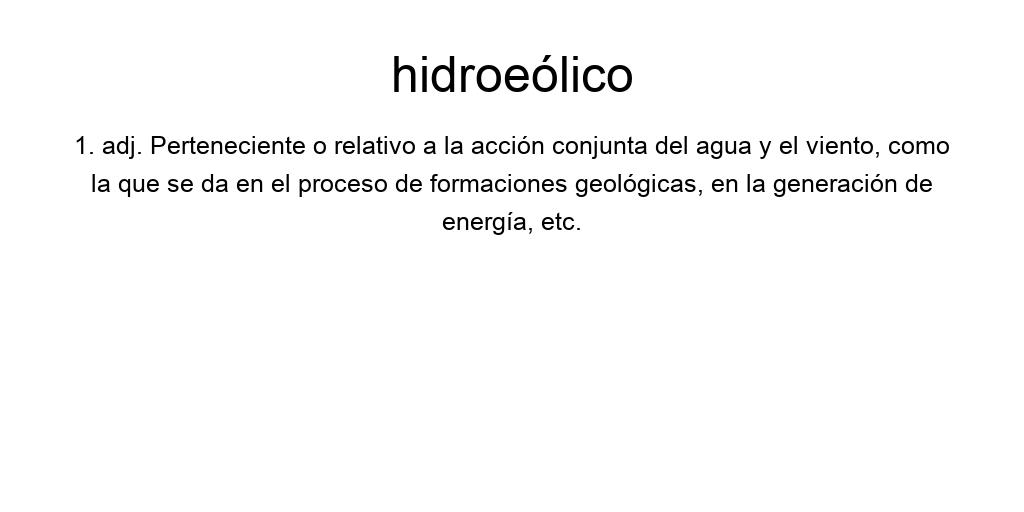 hidroeólico
1. adj. Perteneciente o relativo a la acción conjunta del agua y el viento, como
la que se da en el proceso de formaciones geológicas, en la generación de
energía, etc.